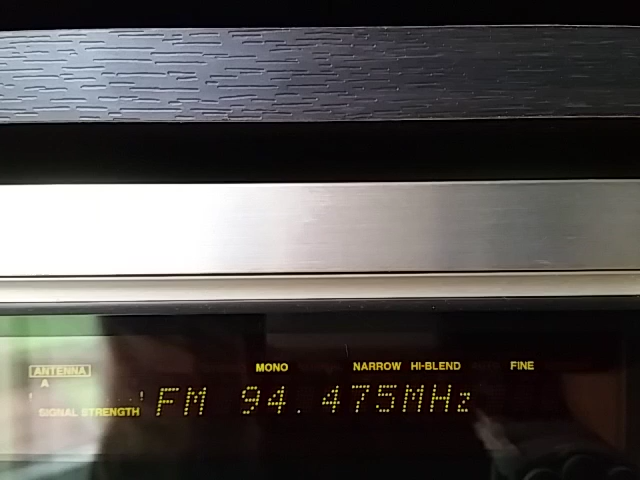 MONO NARROW HI-BLEND FINE
ANTENNA
A
FM 94.475MHz
SIGNAL STRENGTH